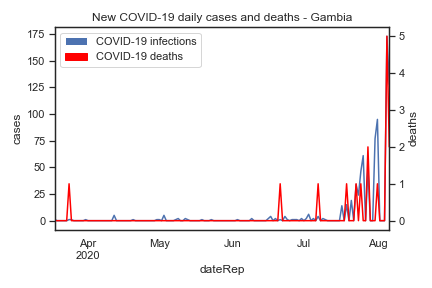 New COVID-19 daily cases and deaths - Gambia
COVID-19 infections
COVID-19 deaths
175
150
125
100
75
50
25
0
cases
5
4
3
2
1
0
deaths
Apr
2020
May
Jun
Jul
Aug
dateRep